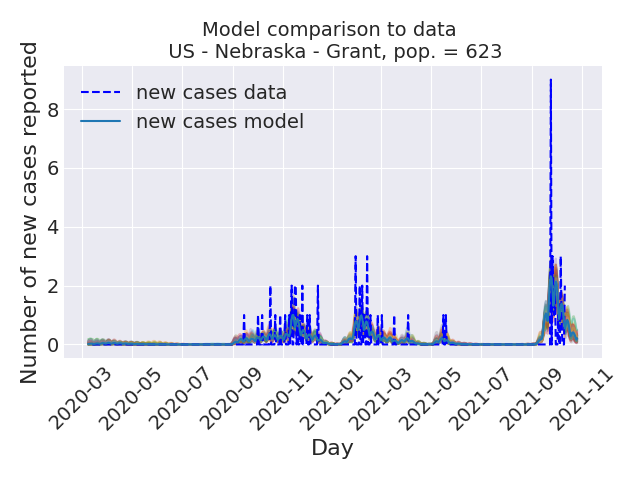 Model comparison to data
US - Nebraska - Grant, pop. = 623
Number of new cases reported
new cases data
new cases model
8
6
4
2
0
2020-03
2020-05
2020-07
2020-09
2020-11
2021-01
2021-03
2021-05
2021-07
2021-09
2021-11
Day